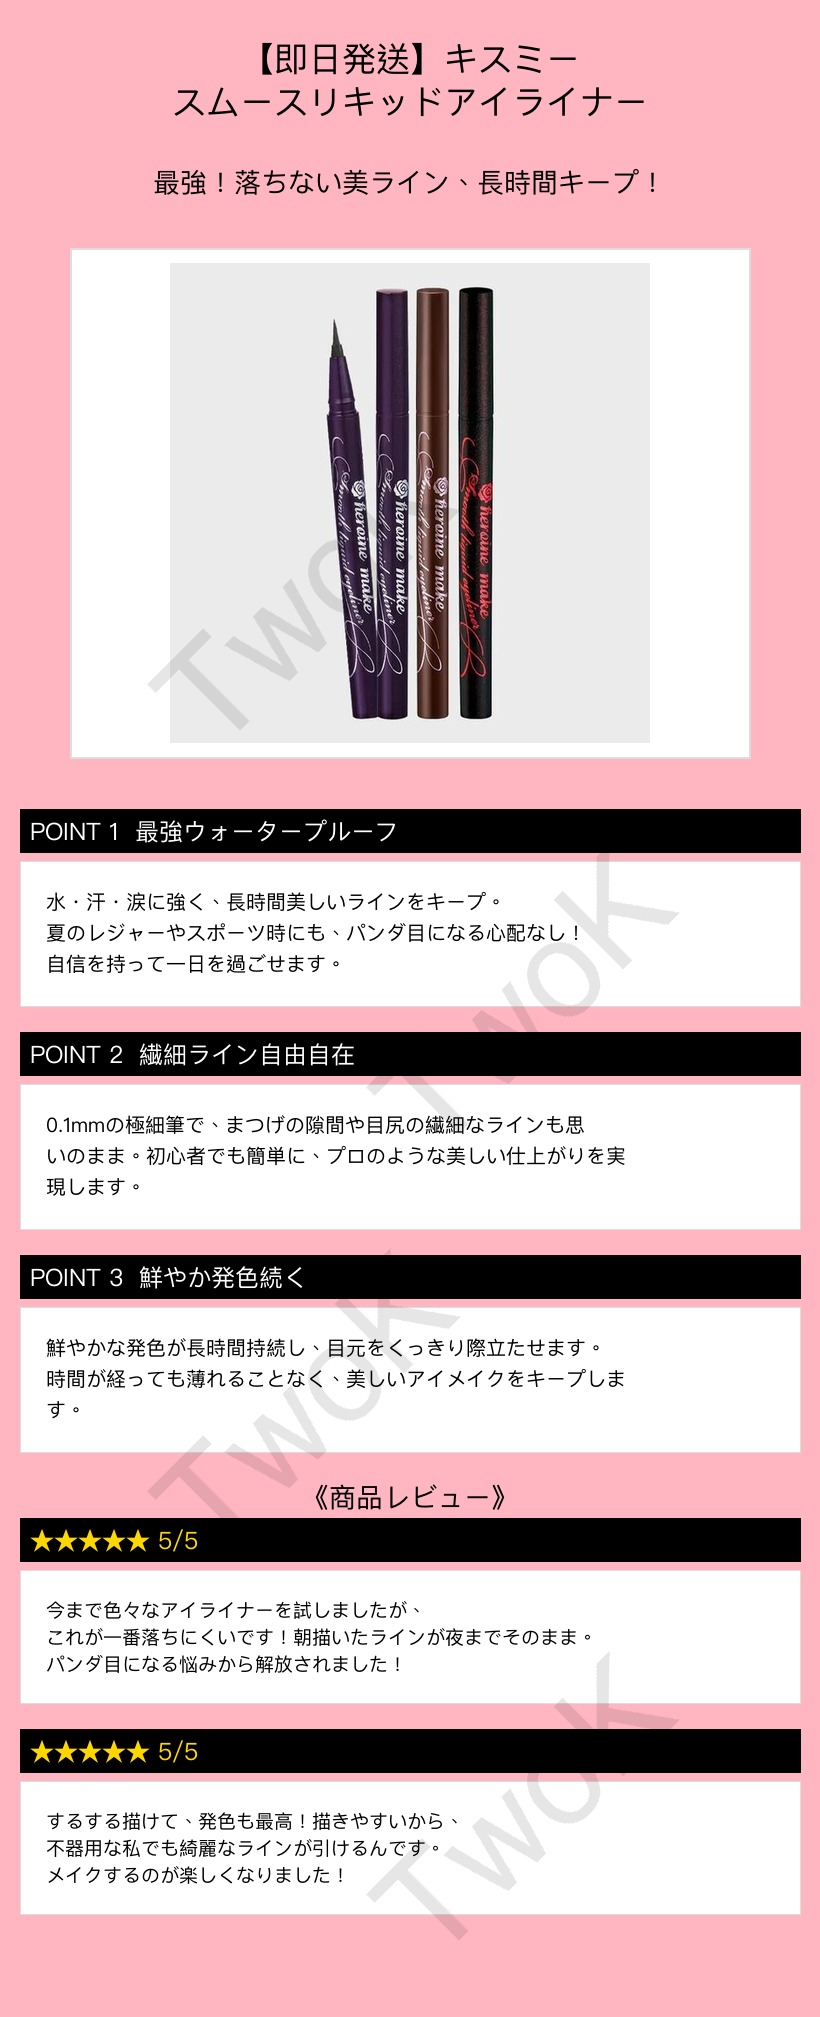 【即日発送】キスミー
スムースリキッドアイライナー
最強！落ちない美ライン、長時間キープ！
heroine make
Smooth liquid eyeliner
heroine make
Smooth liquid eyeliner
heroine make
Smooth liquid eyeliner
heroine make
Smooth liquid eyeliner
TwoK
POINT 1 最強ウォータープルーフ
水・汗・涙に強く、長時間美しいラインをキープ。
夏のレジャーやスポーツ時にも、パンダ目になる心配なし！
自信を持って一日を過ごせます。
TwoK
POINT 2 繊細ライン自由自在
0.1mmの極細筆で、まつげの隙間や目尻の繊細なラインも思
いのまま。初心者でも簡単に、プロのような美しい仕上がりを実
現します。
POINT 3 鮮やか発色続く
鮮やかな発色が長時間持続し、目元をくっきり際立たせます。
時間が経っても薄れることなく、美しいアイメイクをキープしま
す。
TwoK
《商品レビュー》
★★★★★ 5/5
今まで色々なアイライナーを試しましたが、
これが一番落ちにくいです！朝描いたラインが夜までそのまま。
パンダ目になる悩みから解放されました！
★★★★★ 5/5
するする描けて、発色も最高！描きやすいから、
不器用な私でも綺麗なラインが引けるんです。
メイクするのが楽しくなりました！
TwoK